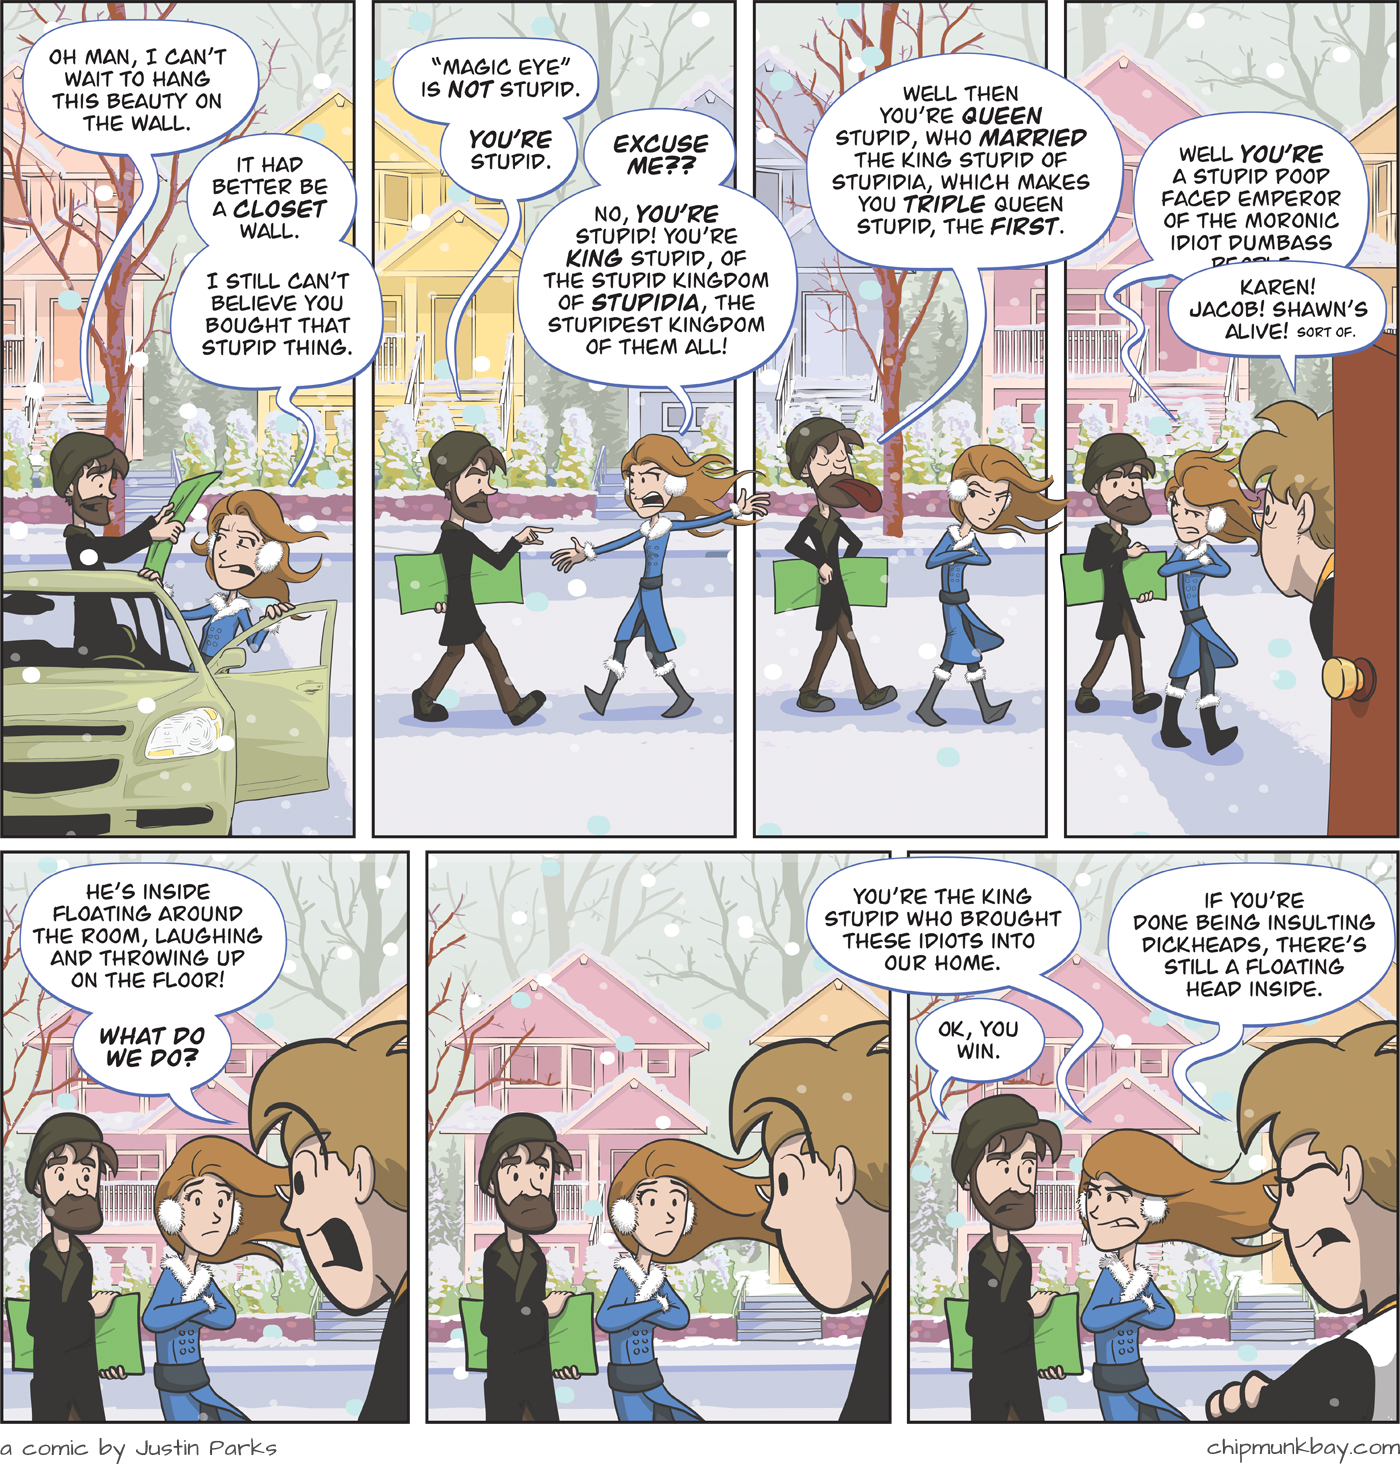 OH MAN, I CAN'T
WAIT TO HANG
THIS BEAUTY ON
THE WALL.
IT HAD
BETTER BE
A CLOSET
WALL.
I STILL CAN'T
BELIEVE YOU
BOUGHT THAT
STUPID THING.
"MAGIC EYE"
IS NOT STUPID.
YOU'RE
STUPID.
EXCUSE
ME??
NO, YOU'RE
STUPID! YOU'RE
KING STUPID, OF
THE STUPID KINGDOM
OF STUPIDIA, THE
STUPIDEST KINGDOM
OF THEM ALL!
WELL THEN
YOU'RE QUEEN
STUPID, WHO MARRIED
THE KING STUPID OF
STUPIDIA, WHICH MAKES
YOU TRIPLE QUEEN
STUPID, THE FIRST.
WELL YOU'RE
A STUPID POOP
FACED EMPEROR
OF THE MORONIC
IDIOT DUMBASS
PEOPLE
KAREN!
JACOB! SHAWN'S
ALIVE! SORT OF.
HE'S INSIDE
FLOATING AROUND
THE ROOM, LAUGHING
AND THROWING UP
ON THE FLOOR!
WHAT DO
WE DO?
YOU'RE THE KING
STUPID WHO BROUGHT
THESE IDIOTS INTO
OUR HOME.
OK, YOU
WIN.
IF YOU'RE
DONE BEING INSULTING
DICKHEADS, THERE'S
STILL A FLOATING
HEAD INSIDE.
a comic by Justin Parks
chipmunkbay.com